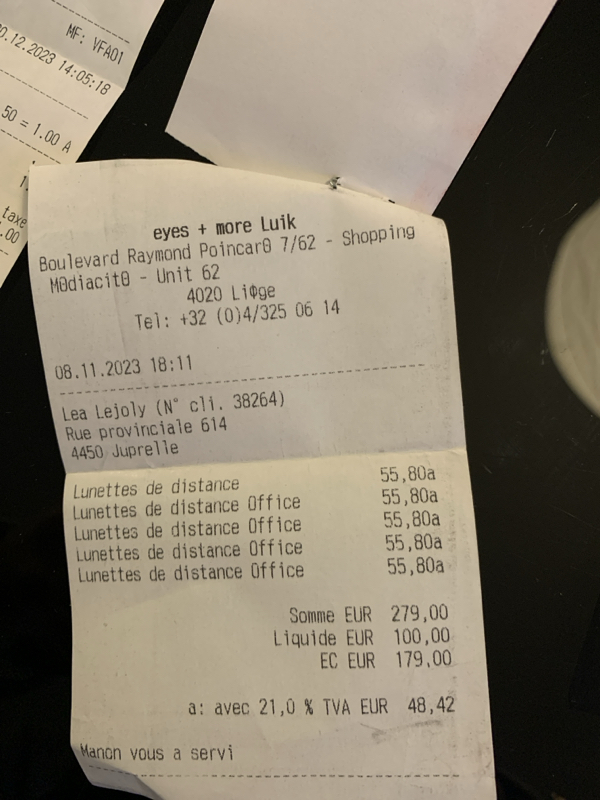 MF: VFA01
0.12.2023 14:05:18
50 = 1.00 A
taxe
.00
eyes + more Luik
Boulevard Raymond Poincar0 7/62 - Shopping
M0diacit0 - Unit 62
4020 LiΦge
Tel: +32 (0)4/325 06 14
08.11.2023 18:11
Lea Lejoly (N° cli. 38264)
Rue provinciale 614
4450 Juprelle
Lunettes de distance 55,80a
Lunettes de distance Office 55,80a
Lunettes de distance Office 55,80a
Lunettes de distance Office 55,80a
Lunettes de distance Office 55,80a
Somme EUR 279,00
Liquide EUR 100,00
EC EUR 179,00
a: avec 21,0 % TVA EUR 48,42
Manon vous a servi